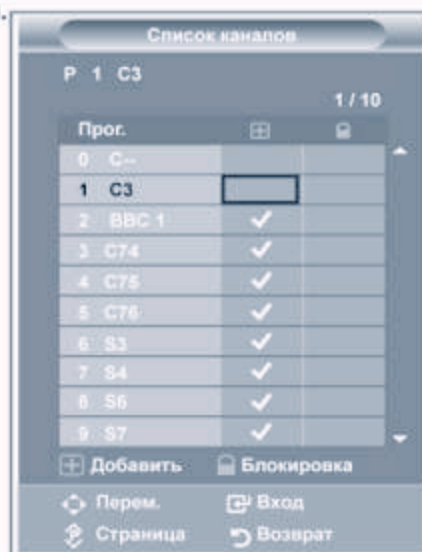 Список каналов
P 1 C3
1 / 10
Прог.
0 C--
1 C3
2 BBC 1
3 C74
4 C75
5 C76
6 S3
7 S4
8 S6
9 S7
Добавить Блокировка
Перем. Вход
Страница Возврат